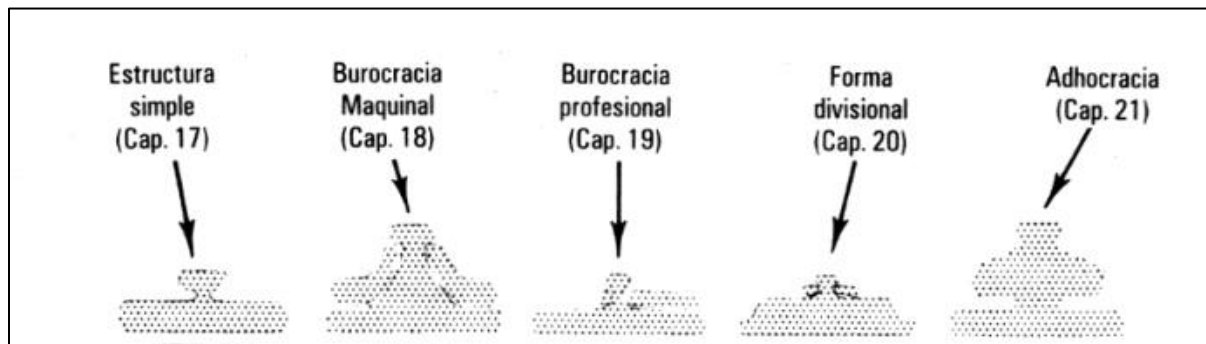 Estructura
simple
(Cap. 17)
Burocracia
Maquinal
(Cap. 18)
Burocracia
profesional
(Cap. 19)
Forma
divisional
(Cap. 20)
Adhocracia
(Cap. 21)